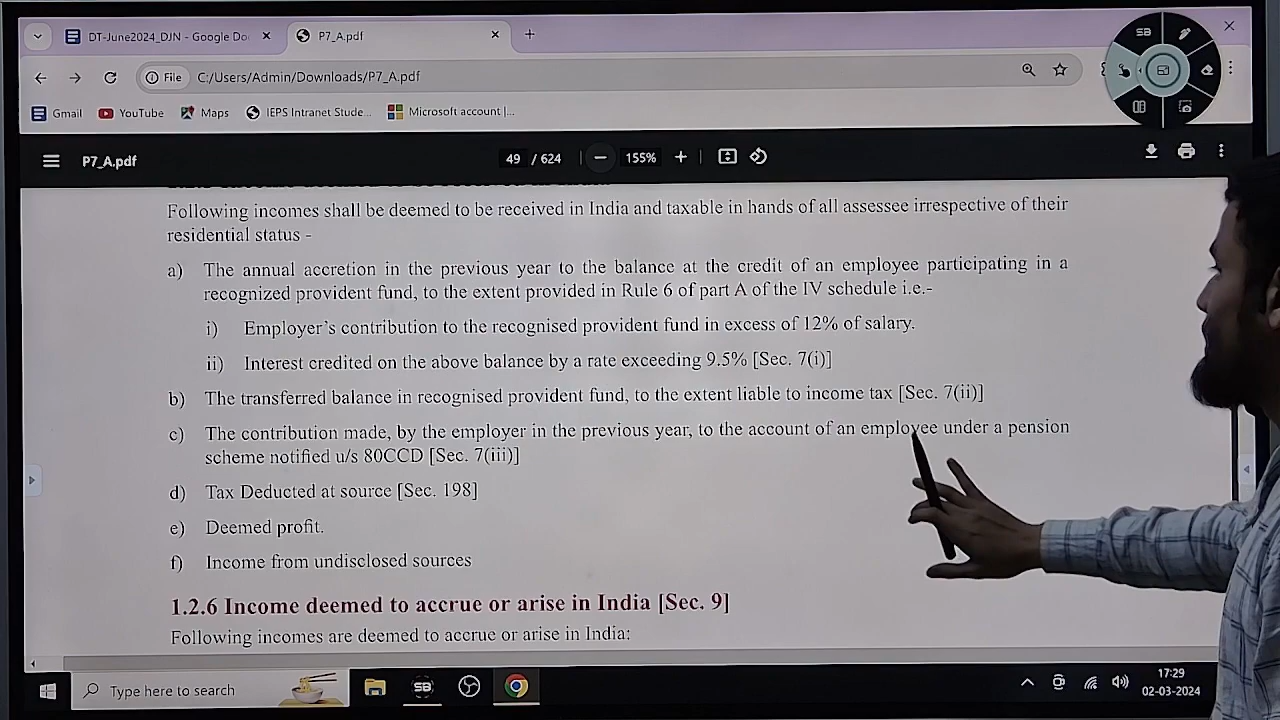 DT-June2024_DJN - Google Do
P7_A.pdf
File C:/Users/Admin/Downloads/P7_A.pdf
Gmail YouTube Maps IEPS Intranet Stude... Microsoft account |...
SB
P7_A.pdf 49 / 624 155%
Following incomes shall be deemed to be received in India and taxable in hands of all assessee irrespective of their
residential status -
a) The annual accretion in the previous year to the balance at the credit of an employee participating in a
recognized provident fund, to the extent provided in Rule 6 of part A of the IV schedule i.e.-
i) Employer's contribution to the recognised provident fund in excess of 12% of salary.
ii) Interest credited on the above balance by a rate exceeding 9.5% [Sec. 7(i)]
b) The transferred balance in recognised provident fund, to the extent liable to income tax [Sec. 7(ii)]
c) The contribution made, by the employer in the previous year, to the account of an employee under a pension
scheme notified u/s 80CCD [Sec. 7(iii)]
d) Tax Deducted at source [Sec. 198]
e) Deemed profit.
f) Income from undisclosed sources
1.2.6 Income deemed to accrue or arise in India [Sec. 9]
Following incomes are deemed to accrue or arise in India:
Type here to search
SB
17:29
02-03-2024